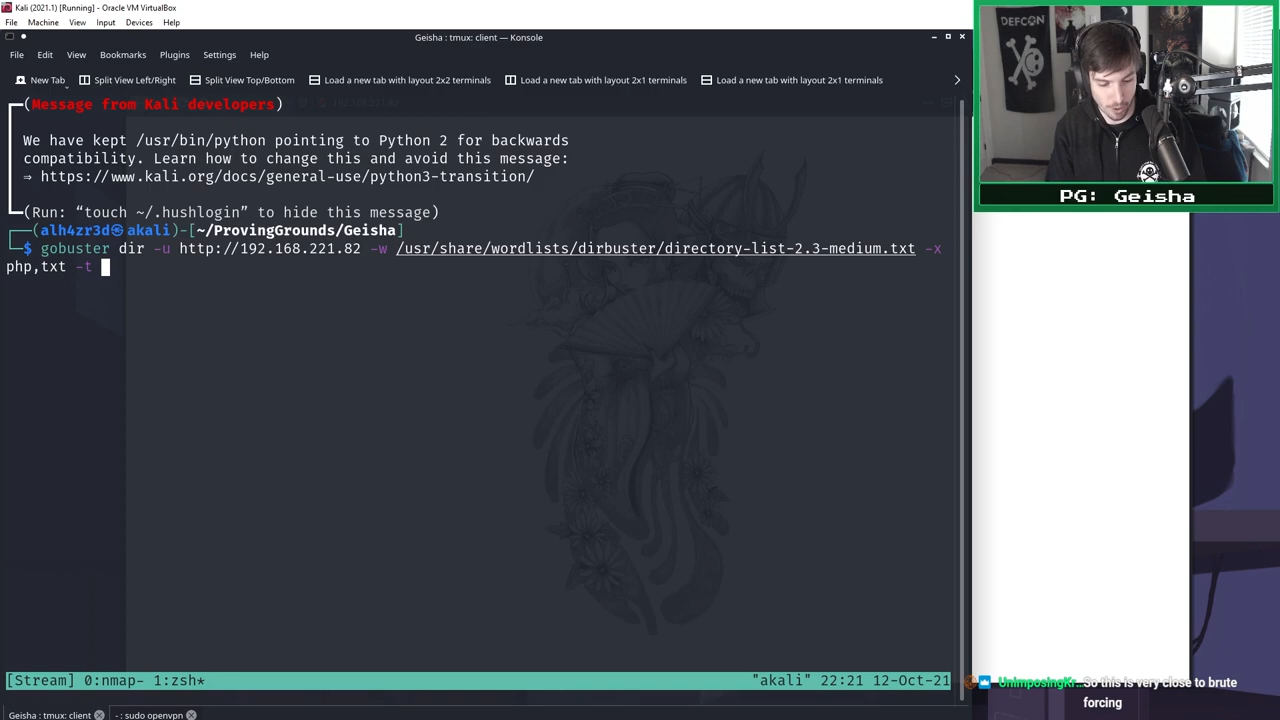 Kali (2021.1) [Running] - Oracle VM VirtualBox
File Machine View Input Devices Help
Geisha : tmux: client — Konsole
File Edit View Bookmarks Plugins Settings Help
New Tab Split View Left/Right Split View Top/Bottom Load a new tab with layout 2x2 terminals Load a new tab with layout 2x1 terminals Load a new tab with layout 2x1 terminals
(Message from Kali developers)
We have kept /usr/bin/python pointing to Python 2 for backwards
compatibility. Learn how to change this and avoid this message:
⇒ https://www.kali.org/docs/general-use/python3-transition/
(Run: “touch ~/.hushlogin” to hide this message)
(alh4zr3d㉿akali)-[~/ProvingGrounds/Geisha]
$ gobuster dir -u http://192.168.221.82 -w /usr/share/wordlists/dirbuster/directory-list-2.3-medium.txt -x
php,txt -t
[Stream] 0:nmap- 1:zsh* "akali" 22:21 12-Oct-21
Geisha : tmux: client - : sudo openvpn
DEFCON
PG: Geisha
UnimposingKr... So this is very close to brute
forcing